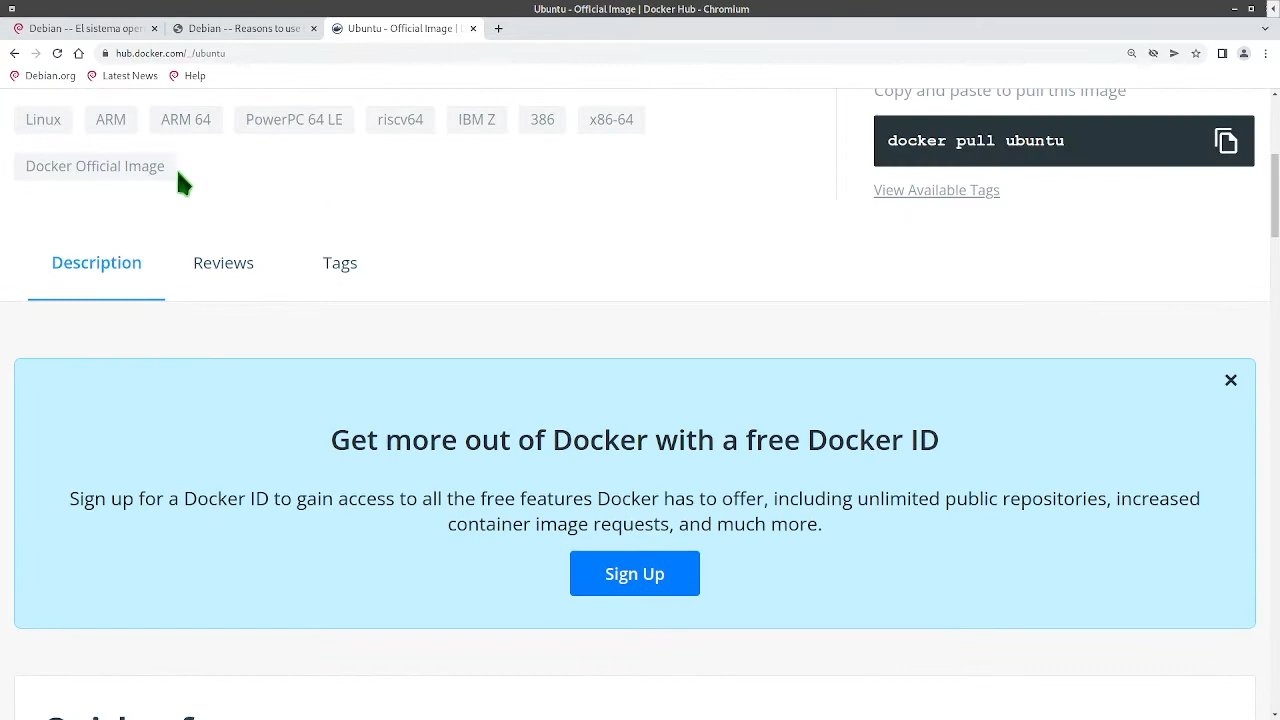 Ubuntu - Official Image | Docker Hub - Chromium
Debian -- El sistema oper
Debian -- Reasons to use
Ubuntu - Official Image |
hub.docker.com/_/ubuntu
Debian.org
Latest News
Help
Linux
ARM
ARM 64
PowerPC 64 LE
riscv64
IBM Z
386
x86-64
Docker Official Image
Copy and paste to pull this image
docker pull ubuntu
View Available Tags
Description
Reviews
Tags
Get more out of Docker with a free Docker ID
Sign up for a Docker ID to gain access to all the free features Docker has to offer, including unlimited public repositories, increased
container image requests, and much more.
Sign Up